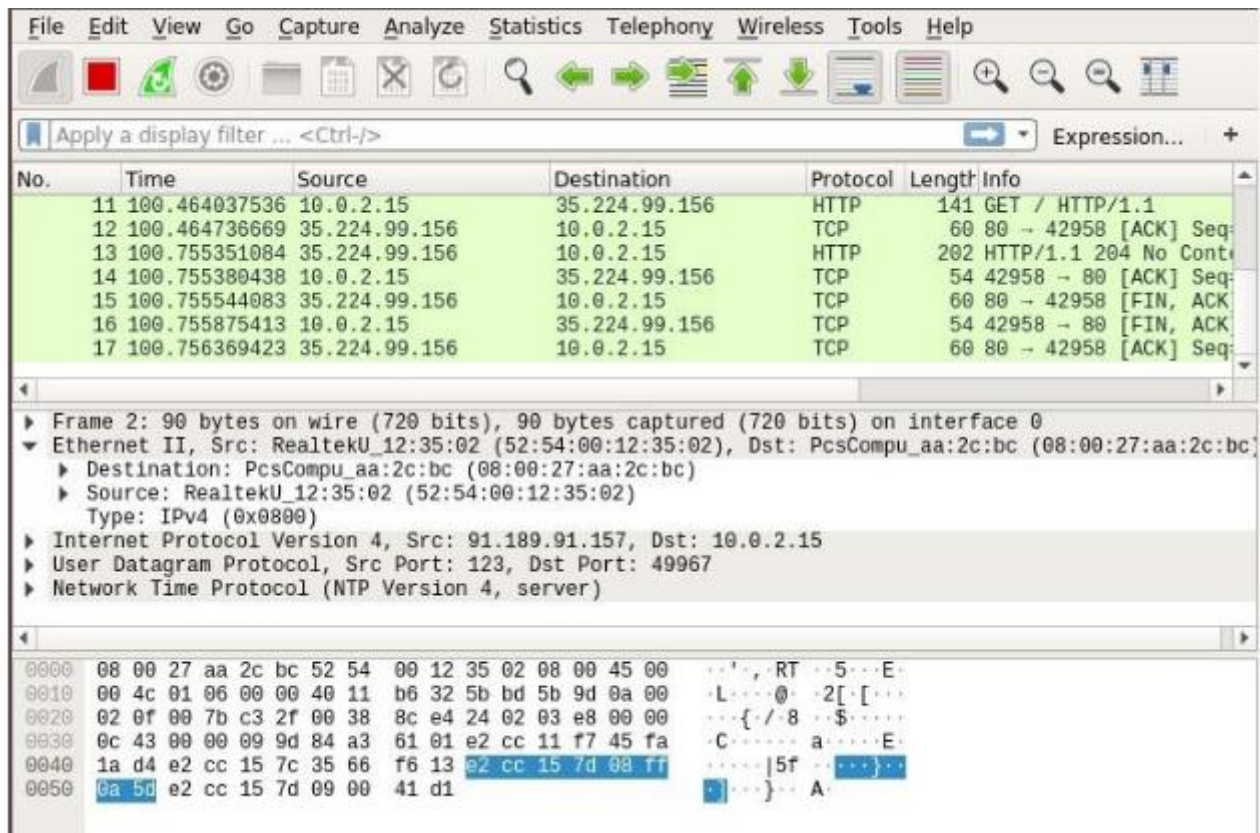 File Edit View Go Capture Analyze Statistics Telephony Wireless Tools Help
Apply a display filter ... <Ctrl-/> Expression... +
No. Time Source Destination Protocol Length Info
11 100.464037536 10.0.2.15 35.224.99.156 HTTP 141 GET / HTTP/1.1
12 100.464736669 35.224.99.156 10.0.2.15 TCP 60 80 → 42958 [ACK] Seq=
13 100.755351084 35.224.99.156 10.0.2.15 HTTP 202 HTTP/1.1 204 No Conte
14 100.755380438 10.0.2.15 35.224.99.156 TCP 54 42958 → 80 [ACK] Seq=
15 100.755544083 35.224.99.156 10.0.2.15 TCP 60 80 → 42958 [FIN, ACK
16 100.755875413 10.0.2.15 35.224.99.156 TCP 54 42958 → 80 [FIN, ACK
17 100.756369423 35.224.99.156 10.0.2.15 TCP 60 80 → 42958 [ACK] Seq=
Frame 2: 90 bytes on wire (720 bits), 90 bytes captured (720 bits) on interface 0
Ethernet II, Src: RealtekU_12:35:02 (52:54:00:12:35:02), Dst: PcsCompu_aa:2c:bc (08:00:27:aa:2c:bc)
Destination: PcsCompu_aa:2c:bc (08:00:27:aa:2c:bc)
Source: RealtekU_12:35:02 (52:54:00:12:35:02)
Type: IPv4 (0x0800)
Internet Protocol Version 4, Src: 91.189.91.157, Dst: 10.0.2.15
User Datagram Protocol, Src Port: 123, Dst Port: 49967
Network Time Protocol (NTP Version 4, server)
0000 08 00 27 aa 2c bc 52 54 00 12 35 02 08 00 45 00 ··'·,·RT ··5···E·
0010 00 4c 01 06 00 00 40 11 b6 32 5b bd 5b 9d 0a 00 ·L····@· ·2[·[···
0020 02 0f 00 7b c3 2f 00 38 8c e4 24 02 03 e8 00 00 ···{·/·8 ··$·····
0030 0c 43 00 00 09 9d 84 a3 61 01 e2 cc 11 f7 45 fa ·C······ a·····E·
0040 1a d4 e2 cc 15 7c 35 66 f6 13 e2 cc 15 7d 08 ff ·····|5f ·····}··
0050 0a 5d e2 cc 15 7d 09 00 41 d1 ·]···}·· A·